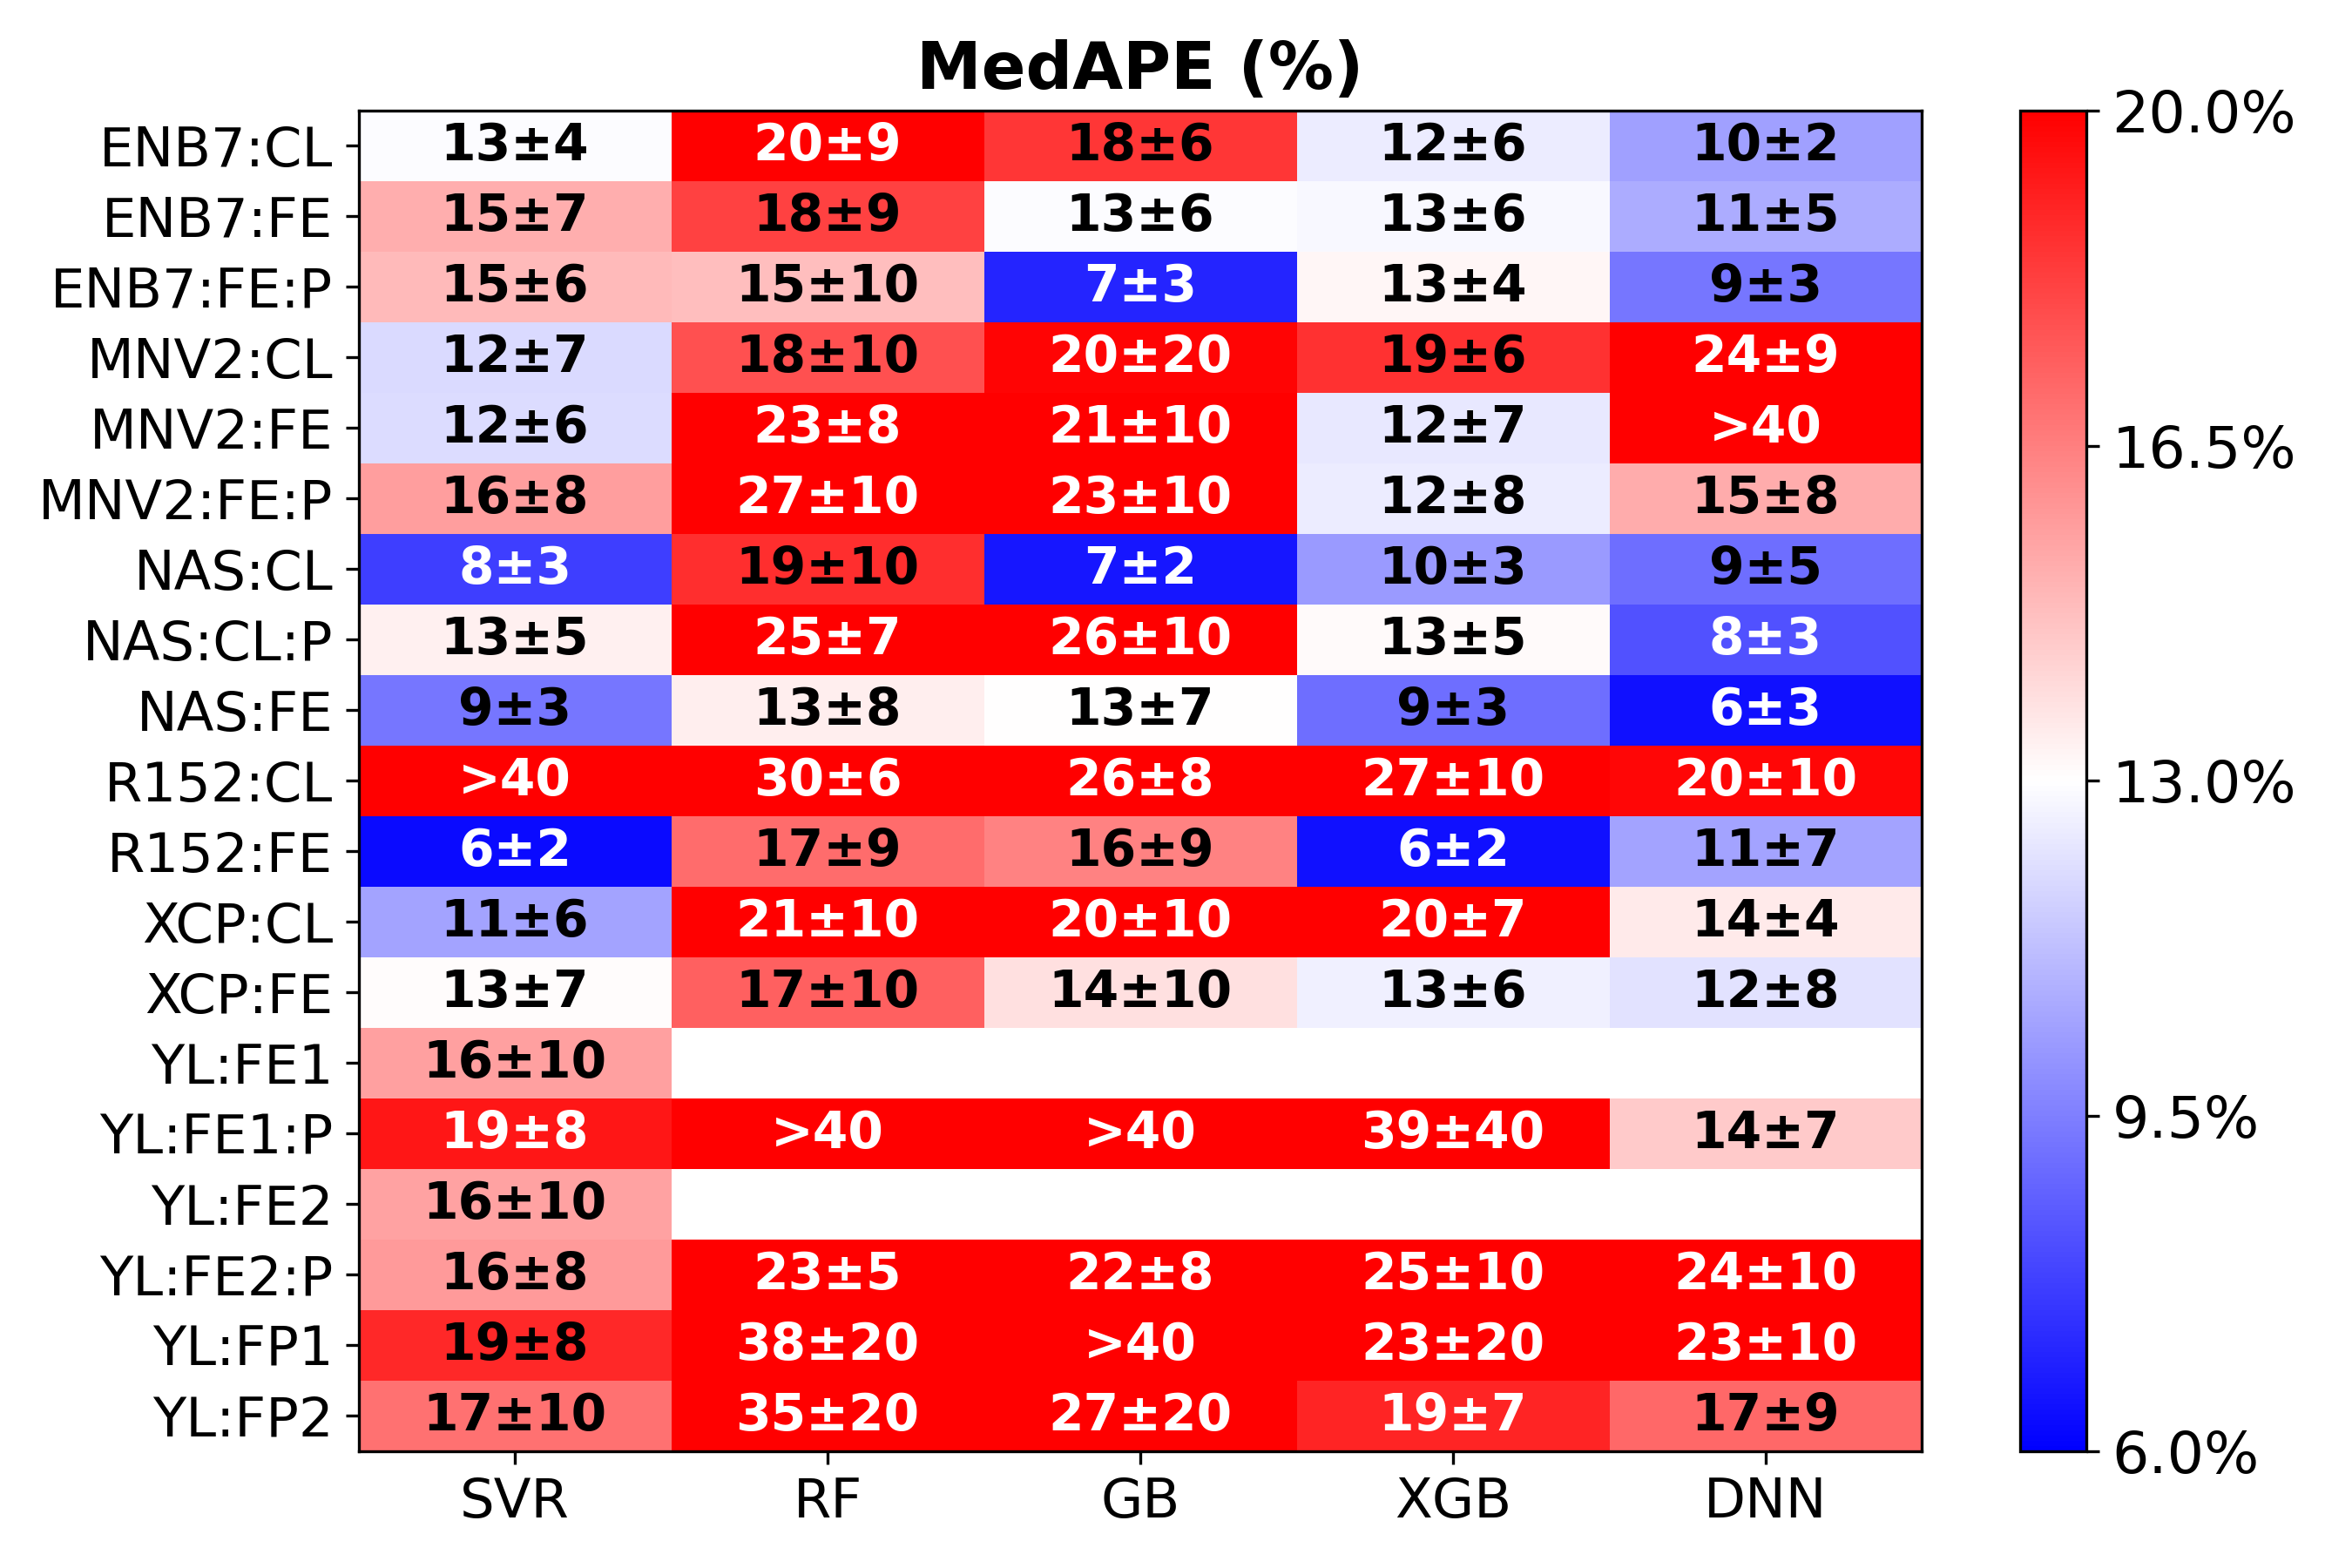 MedAPE (%)
ENB7:CL 13±4 20±9 18±6 12±6 10±2
ENB7:FE 15±7 18±9 13±6 13±6 11±5
ENB7:FE:P 15±6 15±10 7±3 13±4 9±3
MNV2:CL 12±7 18±10 20±20 19±6 24±9
MNV2:FE 12±6 23±8 21±10 12±7 >40
MNV2:FE:P 16±8 27±10 23±10 12±8 15±8
NAS:CL 8±3 19±10 7±2 10±3 9±5
NAS:CL:P 13±5 25±7 26±10 13±5 8±3
NAS:FE 9±3 13±8 13±7 9±3 6±3
R152:CL >40 30±6 26±8 27±10 20±10
R152:FE 6±2 17±9 16±9 6±2 11±7
XCP:CL 11±6 21±10 20±10 20±7 14±4
XCP:FE 13±7 17±10 14±10 13±6 12±8
YL:FE1 16±10
YL:FE1:P 19±8 >40 >40 39±40 14±7
YL:FE2 16±10
YL:FE2:P 16±8 23±5 22±8 25±10 24±10
YL:FP1 19±8 38±20 >40 23±20 23±10
YL:FP2 17±10 35±20 27±20 19±7 17±9
SVR RF GB XGB DNN
20.0%
16.5%
13.0%
9.5%
6.0%